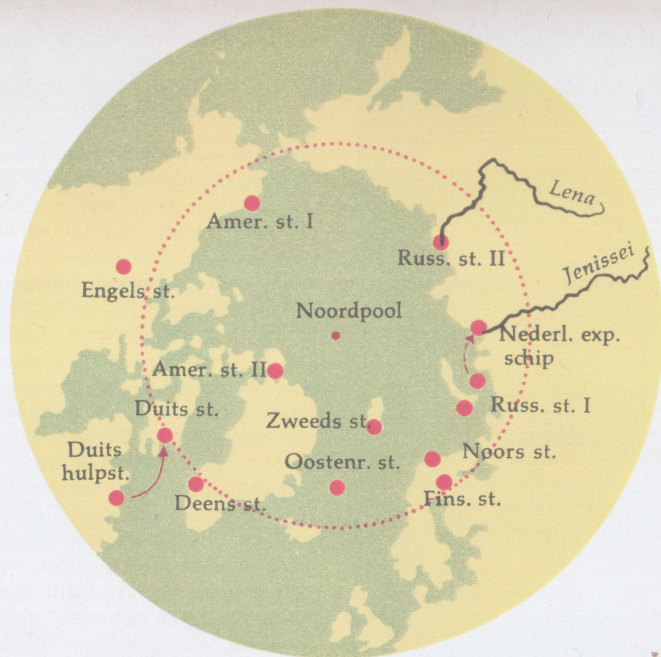 Lena
Amer. st. I
Russ. st. II
Jenissei
Engels st.
Noordpool
Nederl. exp.
schip
Amer. st. II
Duits st.
Russ. st. I
Zweeds st.
Duits
hulpst.
Noors st.
Oostenr. st.
Deens st.
Fins. st.